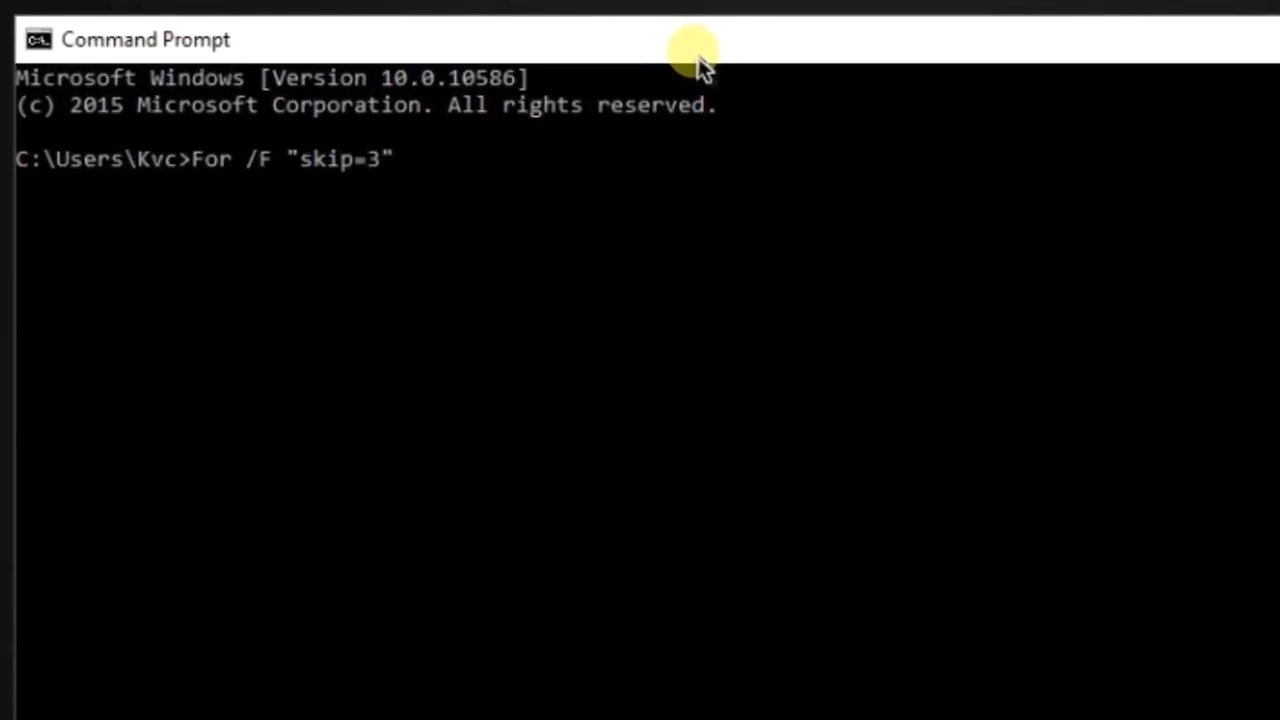 Command Prompt
Microsoft Windows [Version 10.0.10586]
(c) 2015 Microsoft Corporation. All rights reserved.
C:\Users\Kvc>For /F "skip=3"